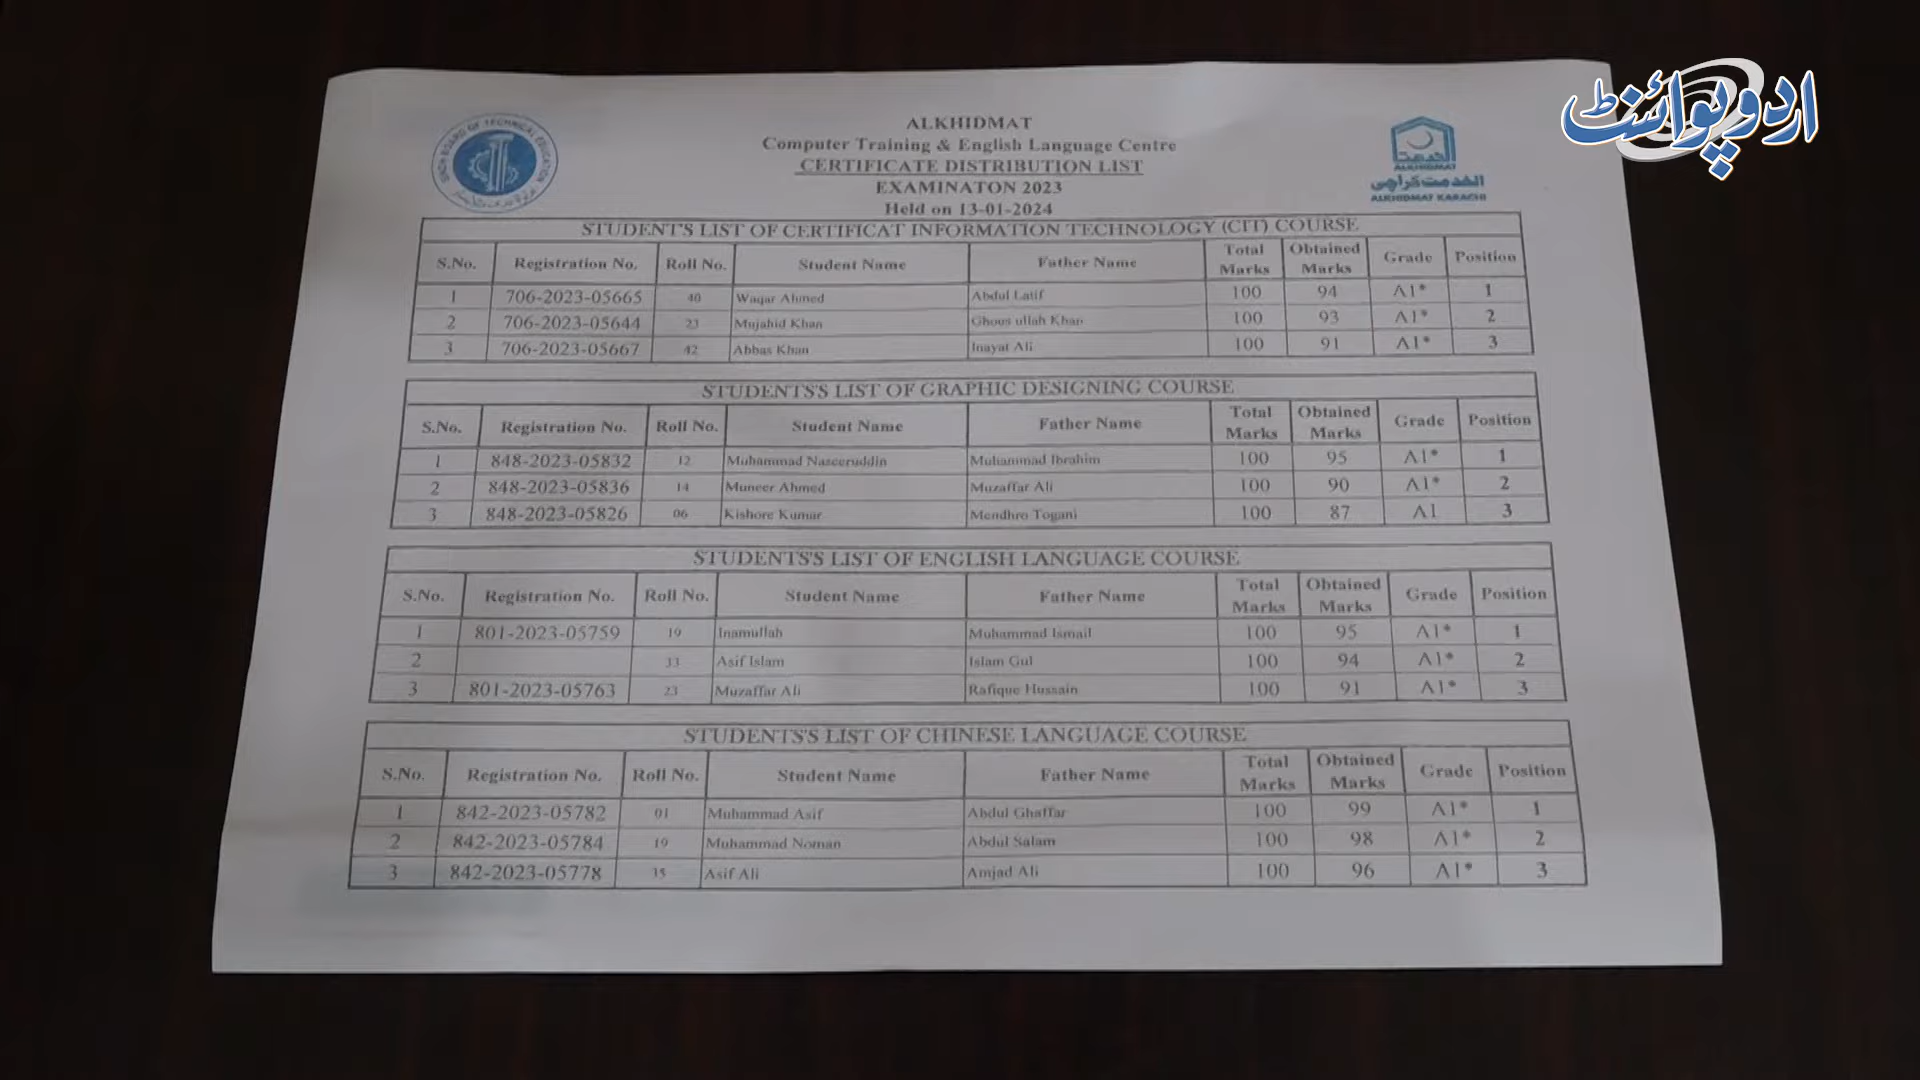 اردوپوائنٹ
SINDH BOARD OF TECHNICAL EDUCATION
ALKHIDMAT
Computer Training & English Language Centre
CERTIFICATE DISTRIBUTION LIST
EXAMINATON 2023
Held on 13-01-2024
الخدمت
ALKHIDMAT
الخدمت کراچی
ALKHIDMAT KARACHI
STUDENT'S LIST OF CERTIFICAT INFORMATION TECHNOLOGY (CIT) COURSE
S.No. Registration No. Roll No. Student Name Father Name Total Marks Obtained Marks Grade Position
1 706-2023-05665 40 Waqar Ahmed Abdul Latif 100 94 A1* 1
2 706-2023-05644 23 Mujahid Khan Ghous ullah Khan 100 93 A1* 2
3 706-2023-05667 42 Abbas Khan Inayat Ali 100 91 A1* 3
STUDENTS'S LIST OF GRAPHIC DESIGNING COURSE
S.No. Registration No. Roll No. Student Name Father Name Total Marks Obtained Marks Grade Position
1 848-2023-05832 12 Muhammad Naseeruddin Muhammad Ibrahim 100 95 A1* 1
2 848-2023-05836 14 Muneer Ahmed Muzaffar Ali 100 90 A1* 2
3 848-2023-05826 06 Kishore Kumar Mendhro Togani 100 87 A1 3
STUDENTS'S LIST OF ENGLISH LANGUAGE COURSE
S.No. Registration No. Roll No. Student Name Father Name Total Marks Obtained Marks Grade Position
1 801-2023-05759 19 Inamullah Muhammad Ismail 100 95 A1* 1
2 33 Asif Islam Islam Gul 100 94 A1* 2
3 801-2023-05763 23 Muzaffar Ali Rafique Hussain 100 91 A1* 3
STUDENTS'S LIST OF CHINESE LANGUAGE COURSE
S.No. Registration No. Roll No. Student Name Father Name Total Marks Obtained Marks Grade Position
1 842-2023-05782 01 Muhammad Asif Abdul Ghaffar 100 99 A1* 1
2 842-2023-05784 19 Muhammad Noman Abdul Salam 100 98 A1* 2
3 842-2023-05778 15 Asif Ali Amjad Ali 100 96 A1* 3